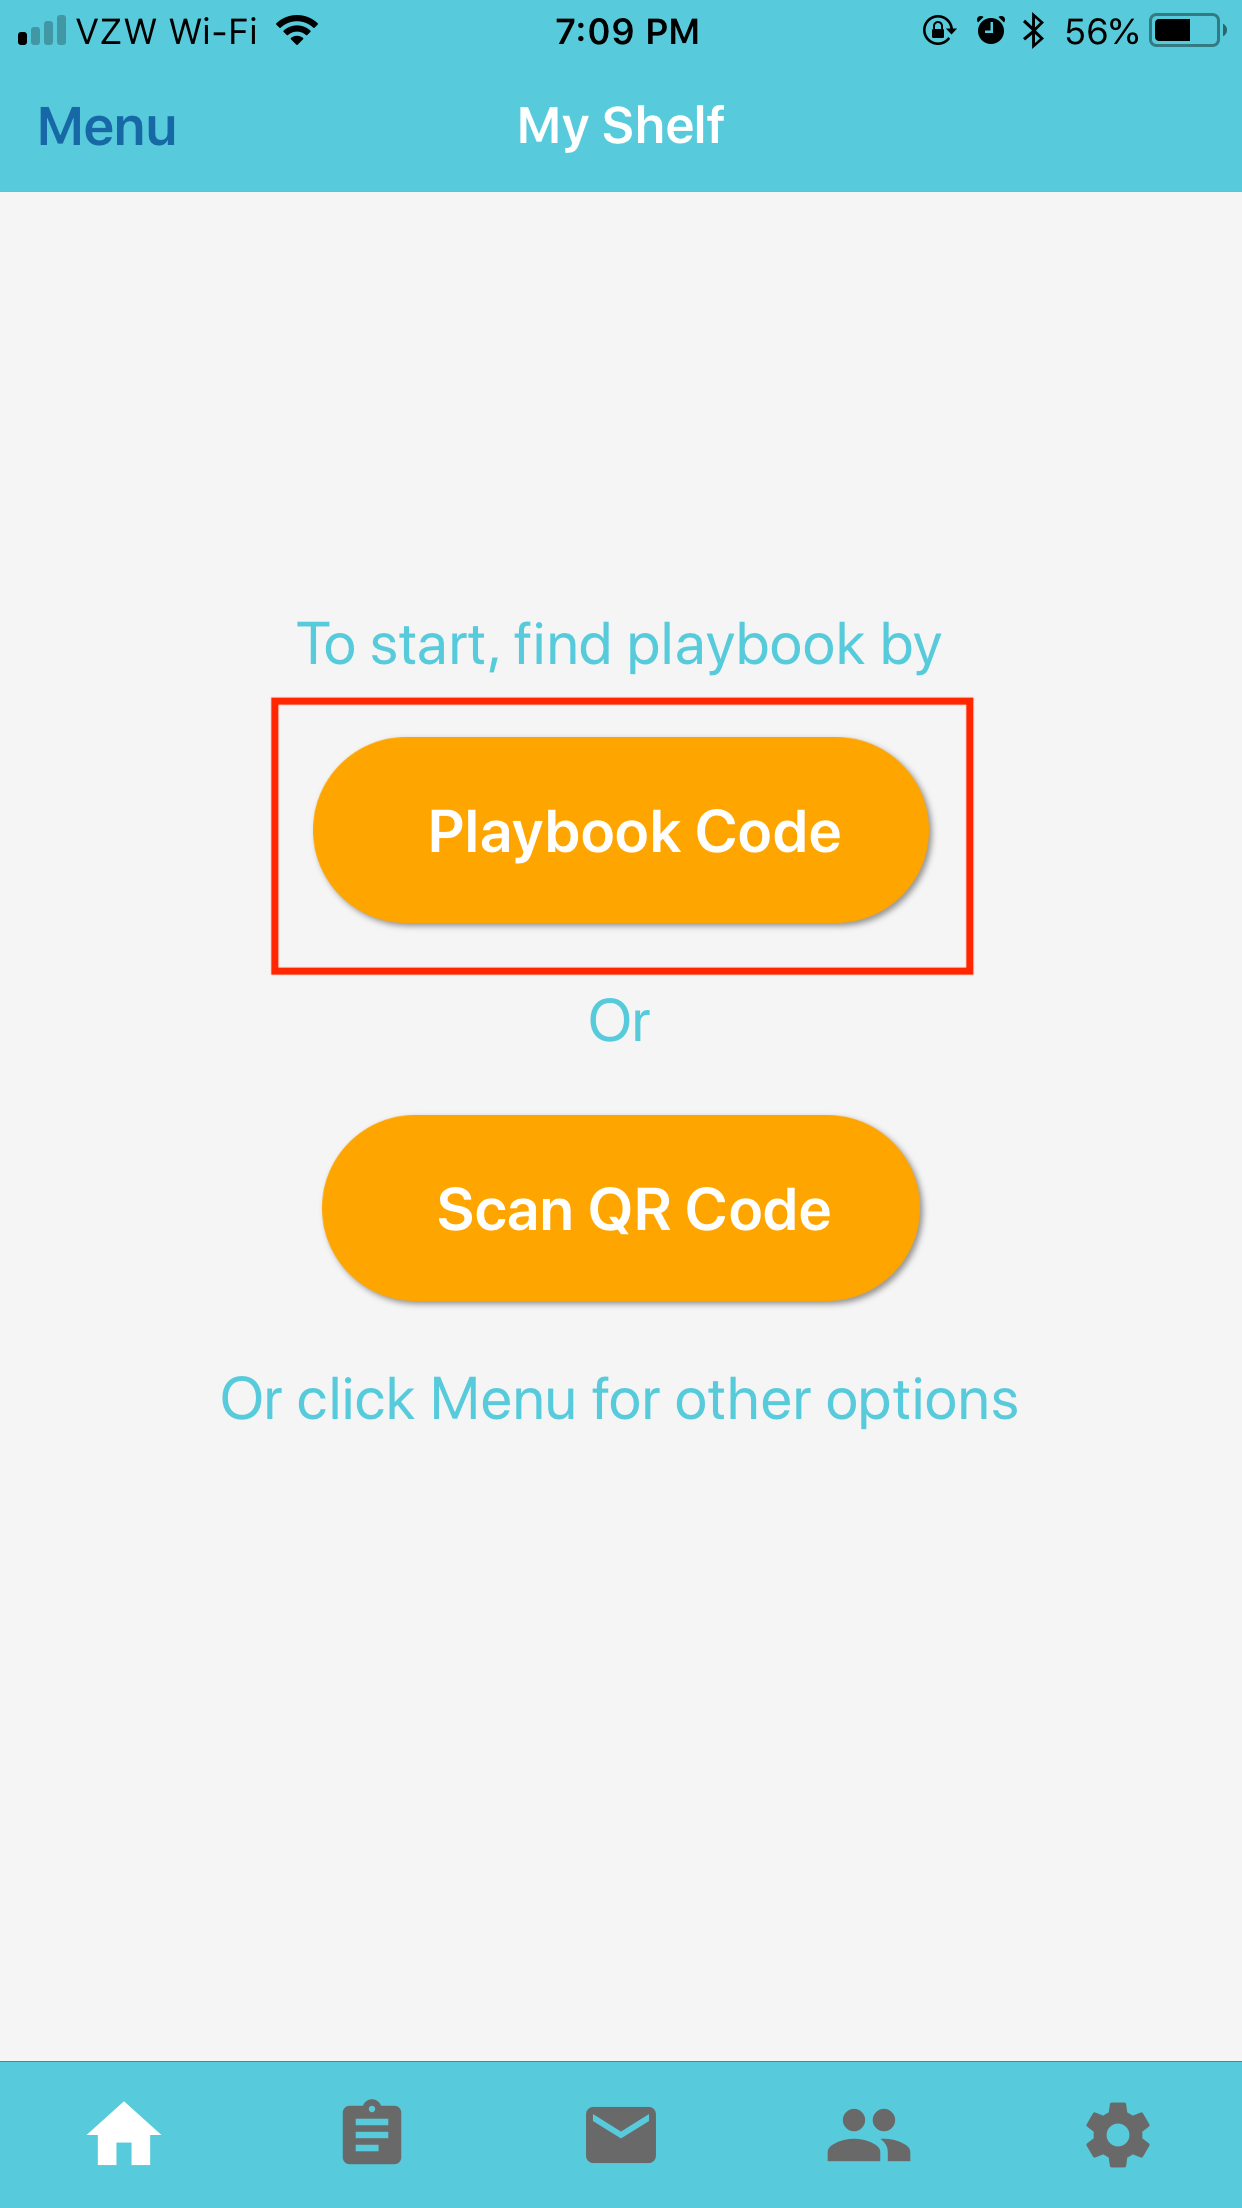 VZW Wi-Fi 7:09 PM 56%
Menu My Shelf
To start, find playbook by
Playbook Code
Or
Scan QR Code
Or click Menu for other options